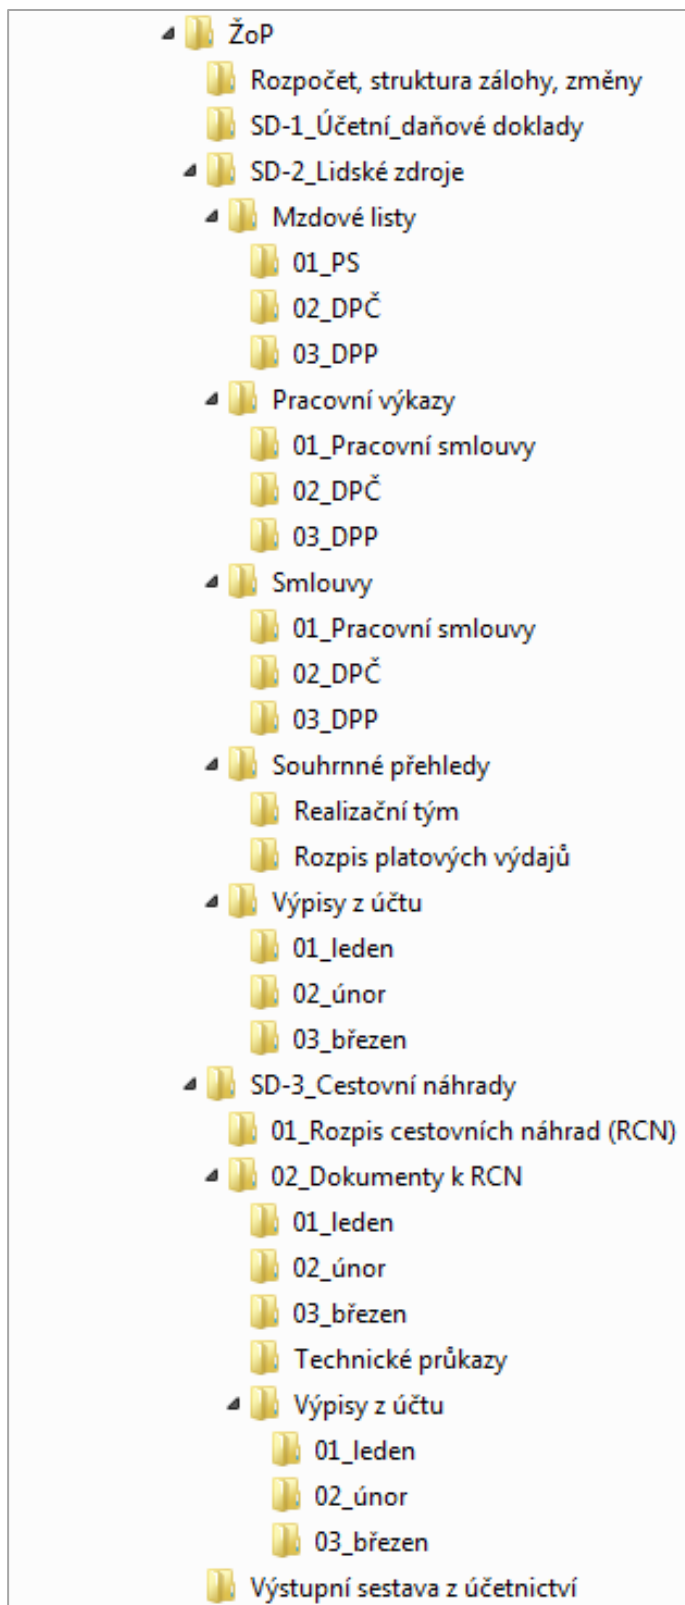 ŽoP
Rozpočet, struktura zálohy, změny
SD-1_Účetní_daňové doklady
SD-2_Lidské zdroje
Mzdové listy
01_PS
02_DPČ
03_DPP
Pracovní výkazy
01_Pracovní smlouvy
02_DPČ
03_DPP
Smlouvy
01_Pracovní smlouvy
02_DPČ
03_DPP
Souhrnné přehledy
Realizační tým
Rozpis platových výdajů
Výpisy z účtu
01_leden
02_únor
03_březen
SD-3_Cestovní náhrady
01_Rozpis cestovních náhrad (RCN)
02_Dokumenty k RCN
01_leden
02_únor
03_březen
Technické průkazy
Výpisy z účtu
01_leden
02_únor
03_březen
Výstupní sestava z účetnictví